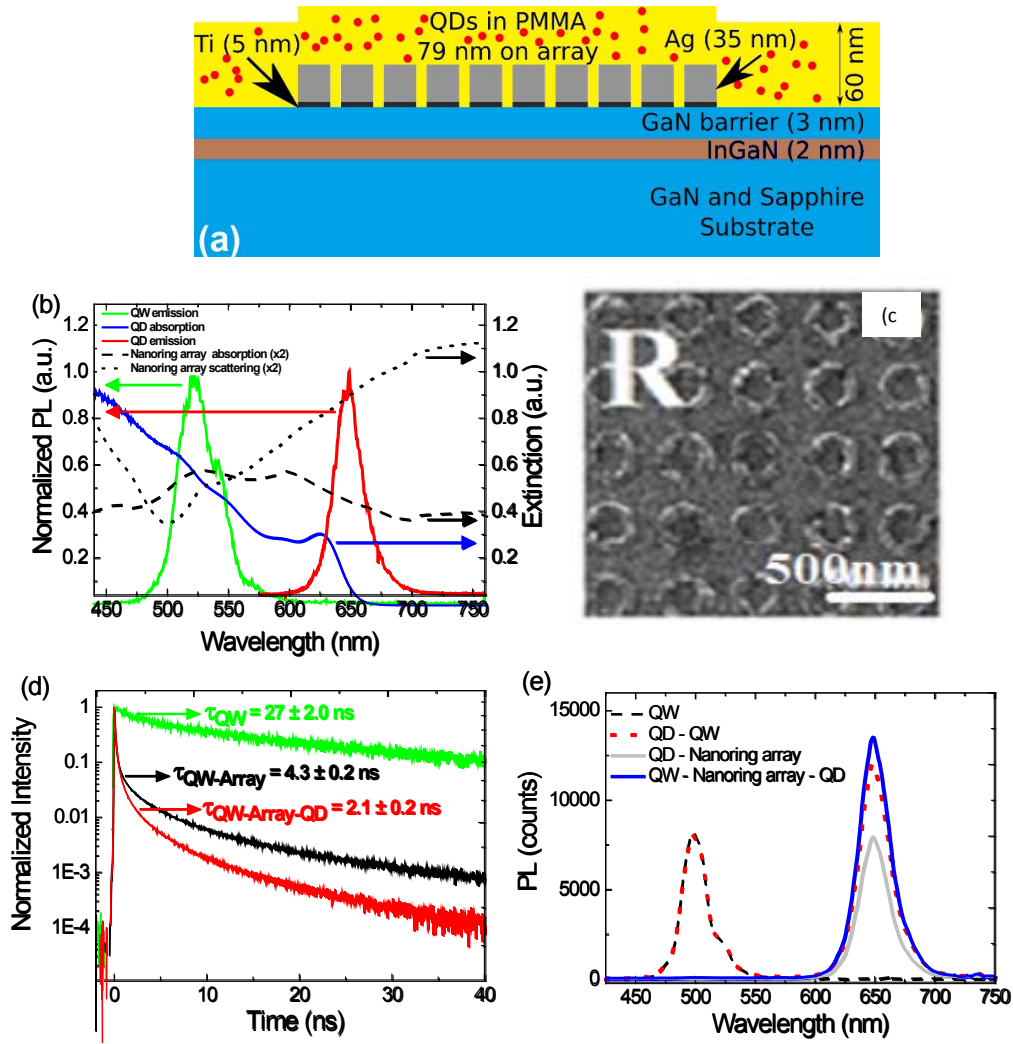 QDs in PMMA
79 nm on array
Ti (5 nm)
Ag (35 nm)
60 nm
GaN barrier (3 nm)
InGaN (2 nm)
GaN and Sapphire
Substrate
(a)
(b)
QW emission
QD absorption
QD emission
Nanoring array absorption (x2)
Nanoring array scattering (x2)
1.2
1.0
0.8
0.6
0.4
0.2
Normalized PL (a.u.)
1.2
1.0
0.8
0.6
0.4
0.2
Extinction (a.u.)
450 500 550 600 650 700 750
Wavelength (nm)
(c
R
500nm
(d)
1
0.1
0.01
1E-3
1E-4
Normalized Intensity
τQW = 27 ± 2.0 ns
τQW-Array = 4.3 ± 0.2 ns
τQW-Array-QD = 2.1 ± 0.2 ns
0 10 20 30 40
Time (ns)
(e)
15000
10000
5000
0
PL (counts)
QW
QD - QW
QD - Nanoring array
QW - Nanoring array - QD
450 500 550 600 650 700 750
Wavelength (nm)